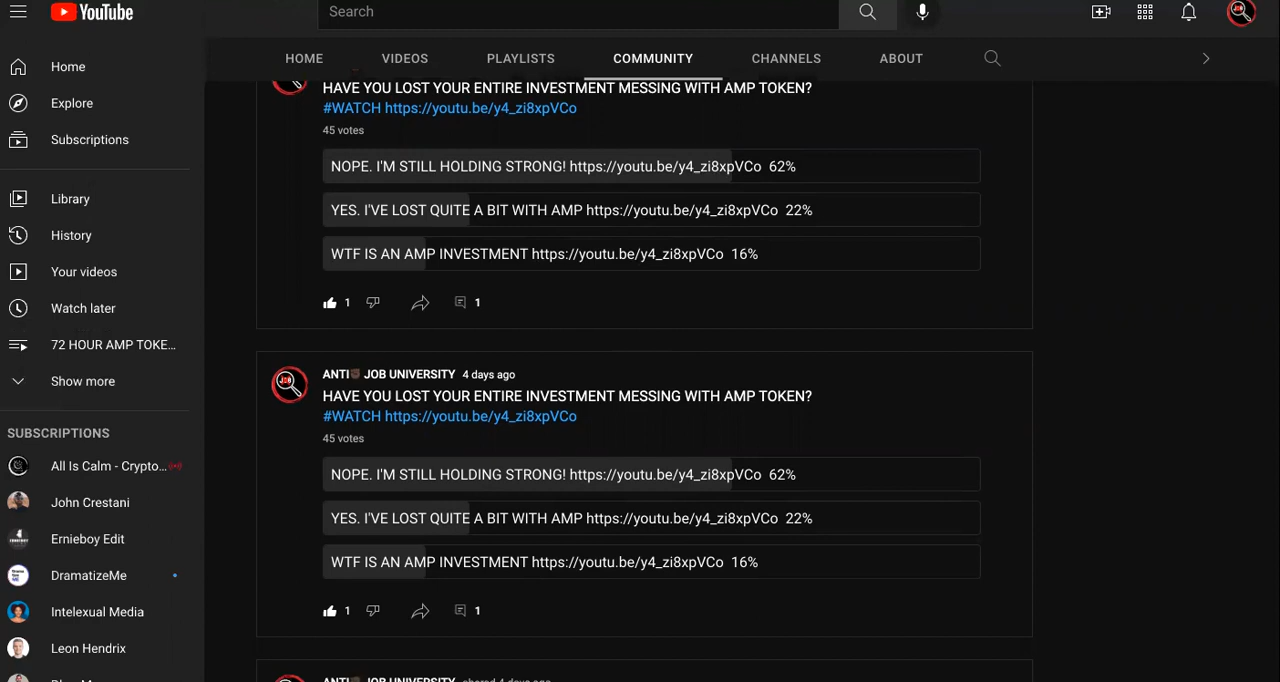 YouTube
Search
HOME
VIDEOS
PLAYLISTS
COMMUNITY
CHANNELS
ABOUT
Home
Explore
Subscriptions
Library
History
Your videos
Watch later
72 HOUR AMP TOKE...
Show more
SUBSCRIPTIONS
All Is Calm - Crypto...
John Crestani
Ernieboy Edit
DramatizeMe
Intelexual Media
Leon Hendrix
HAVE YOU LOST YOUR ENTIRE INVESTMENT MESSING WITH AMP TOKEN?
#WATCH https://youtu.be/y4_zi8xpVCo
45 votes
NOPE. I'M STILL HOLDING STRONG! https://youtu.be/y4_zi8xpVCo 62%
YES. I'VE LOST QUITE A BIT WITH AMP https://youtu.be/y4_zi8xpVCo 22%
WTF IS AN AMP INVESTMENT https://youtu.be/y4_zi8xpVCo 16%
1
1
ANTI✊🏿 JOB UNIVERSITY 4 days ago
HAVE YOU LOST YOUR ENTIRE INVESTMENT MESSING WITH AMP TOKEN?
#WATCH https://youtu.be/y4_zi8xpVCo
45 votes
NOPE. I'M STILL HOLDING STRONG! https://youtu.be/y4_zi8xpVCo 62%
YES. I'VE LOST QUITE A BIT WITH AMP https://youtu.be/y4_zi8xpVCo 22%
WTF IS AN AMP INVESTMENT https://youtu.be/y4_zi8xpVCo 16%
1
1
ANTI✊🏿 JOB UNIVERSITY shared 4 days ago